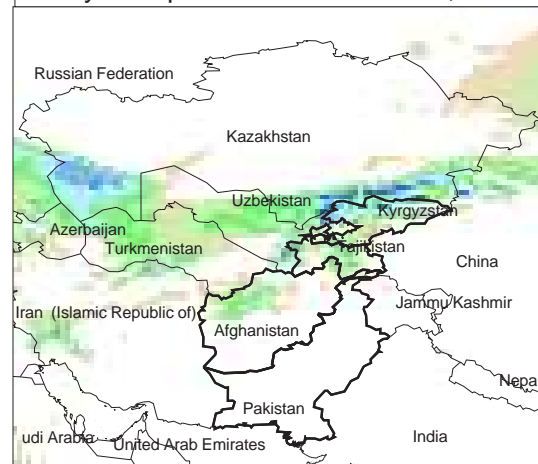 Russian Federation
Kazakhstan
Uzbekistan
Kyrgyzstan
Azerbaijan
Turkmenistan
Tajikistan
China
Jammu Kashmir
Iran (Islamic Republic of)
Afghanistan
Nepa
Pakistan
udi Arabia
United Arab Emirates
India